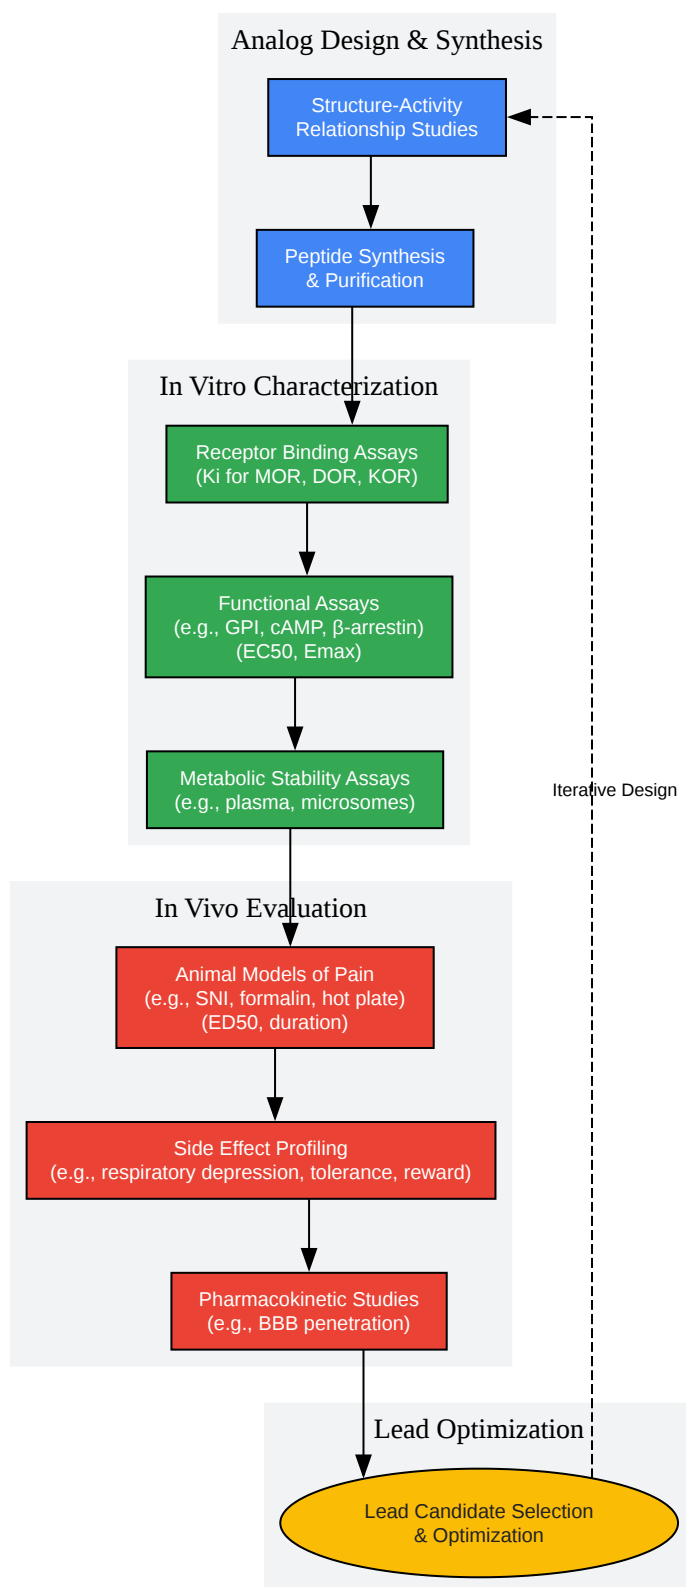 Analog Design & Synthesis
Structure-Activity
Relationship Studies
Peptide Synthesis
& Purification
In Vitro Characterization
Receptor Binding Assays
(Ki for MOR, DOR, KOR)
Functional Assays
(e.g., GPI, cAMP, β-arrestin)
(EC50, Emax)
Metabolic Stability Assays
(e.g., plasma, microsomes)
Iterative Design
In Vivo Evaluation
Animal Models of Pain
(e.g., SNI, formalin, hot plate)
(ED50, duration)
Side Effect Profiling
(e.g., respiratory depression, tolerance, reward)
Pharmacokinetic Studies
(e.g., BBB penetration)
Lead Optimization
Lead Candidate Selection
& Optimization